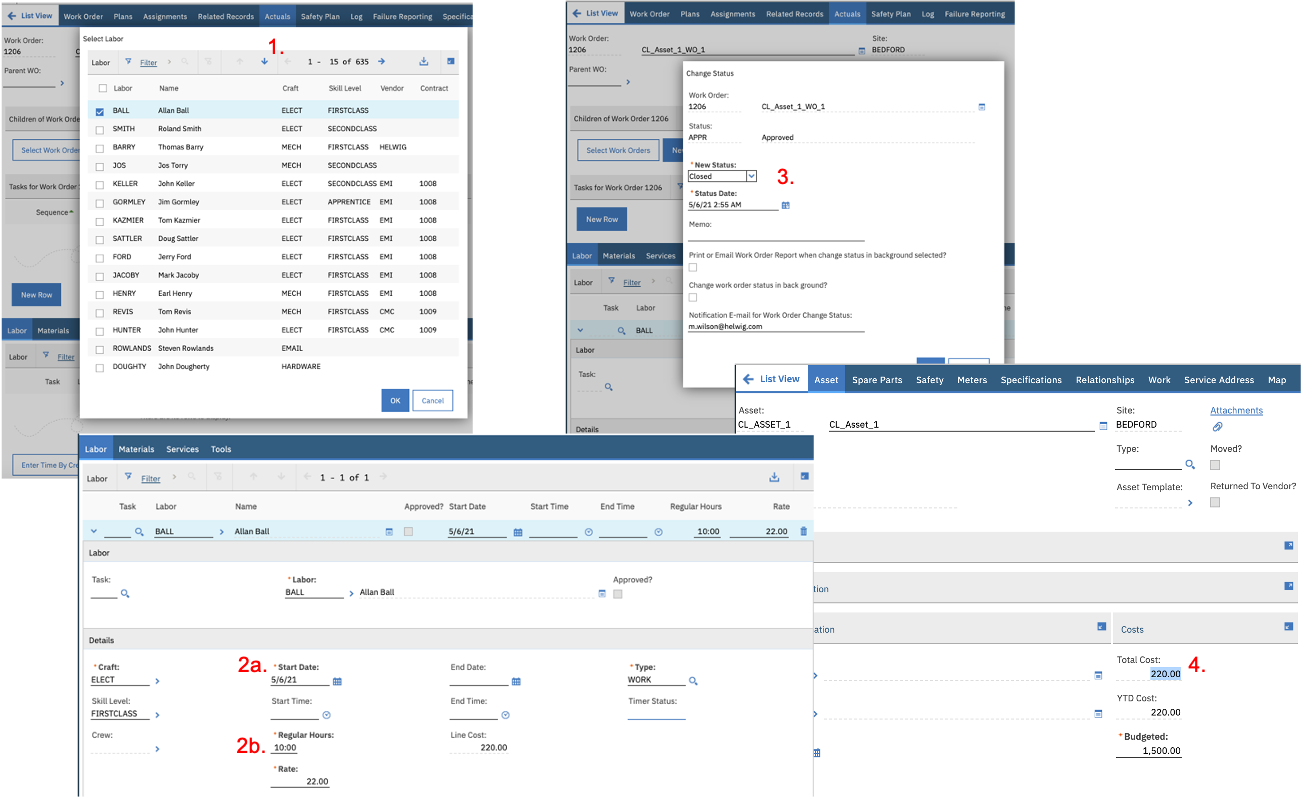 List View Work Order Plans Assignments Related Records Actuals Safety Plan Log Failure Reporting Specifica
Work Order:
1206
Parent WO:
Children of Work Order 1206
Select Work Order
Tasks for Work Order 1
Sequence
New Row
Labor Materials
Labor Filter
Task
Enter Time By Cre
Select Labor
1.
Labor Filter 1 - 15 of 635
Labor Name Craft Skill Level Vendor Contract
BALL Allan Ball ELECT FIRSTCLASS
SMITH Roland Smith ELECT SECONDCLASS
BARRY Thomas Barry MECH FIRSTCLASS HELWIG
JOS Jos Torry MECH SECONDCLASS
KELLER John Keller ELECT SECONDCLASS EMI 1008
GORMLEY Jim Gormley ELECT APPRENTICE EMI 1008
KAZMIER Tom Kazmier ELECT FIRSTCLASS EMI 1008
SATTLER Doug Sattler ELECT FIRSTCLASS EMI 1008
FORD Jerry Ford ELECT FIRSTCLASS EMI 1008
JACOBY Mark Jacoby ELECT FIRSTCLASS EMI 1008
HENRY Earl Henry MECH FIRSTCLASS EMI 1008
REVIS Tom Revis MECH FIRSTCLASS CMC 1009
HUNTER John Hunter ELECT FIRSTCLASS CMC 1009
ROWLANDS Steven Rowlands EMAIL
DOUGHTY John Dougherty HARDWARE
OK Cancel
List View Work Order Plans Assignments Related Records Actuals Safety Plan Log Failure Reporting
Work Order: Site:
1206 CL_Asset_1_WO_1 BEDFORD
Parent WO:
Children of Work Order 1206
Select Work Orders Nev
Tasks for Work Order 1206
New Row
Labor Materials Services
Labor Filter
Task Labor
BALL
Labor
Task:
Details
Change Status
Work Order:
1206 CL_Asset_1_WO_1
Status:
APPR Approved
* New Status:
Closed
3.
* Status Date:
5/6/21 2:55 AM
Memo:
Print or Email Work Order Report when change status in background selected?
Change work order status in back ground?
Notification E-mail for Work Order Change Status:
m.wilson@helwig.com
Labor Materials Services Tools
Labor Filter 1 - 1 of 1
Task Labor Name Approved? Start Date Start Time End Time Regular Hours Rate
BALL Allan Ball 5/6/21 10:00 22.00
Labor
Task: * Labor: Approved?
BALL Allan Ball
Details
* Craft: 2a. * Start Date: End Date: * Type:
ELECT 5/6/21 WORK
Skill Level: Start Time: End Time: Timer Status:
FIRSTCLASS
Crew: 2b. * Regular Hours: Line Cost:
10:00 220.00
* Rate:
22.00
List View Asset Spare Parts Safety Meters Specifications Relationships Work Service Address Map
Asset: Site: Attachments
CL_ASSET_1 CL_Asset_1 BEDFORD
Type: Moved?
Asset Template: Returned To Vendor?
tion
ation Costs
Total Cost: 4.
220.00
YTD Cost:
220.00
* Budgeted:
1,500.00